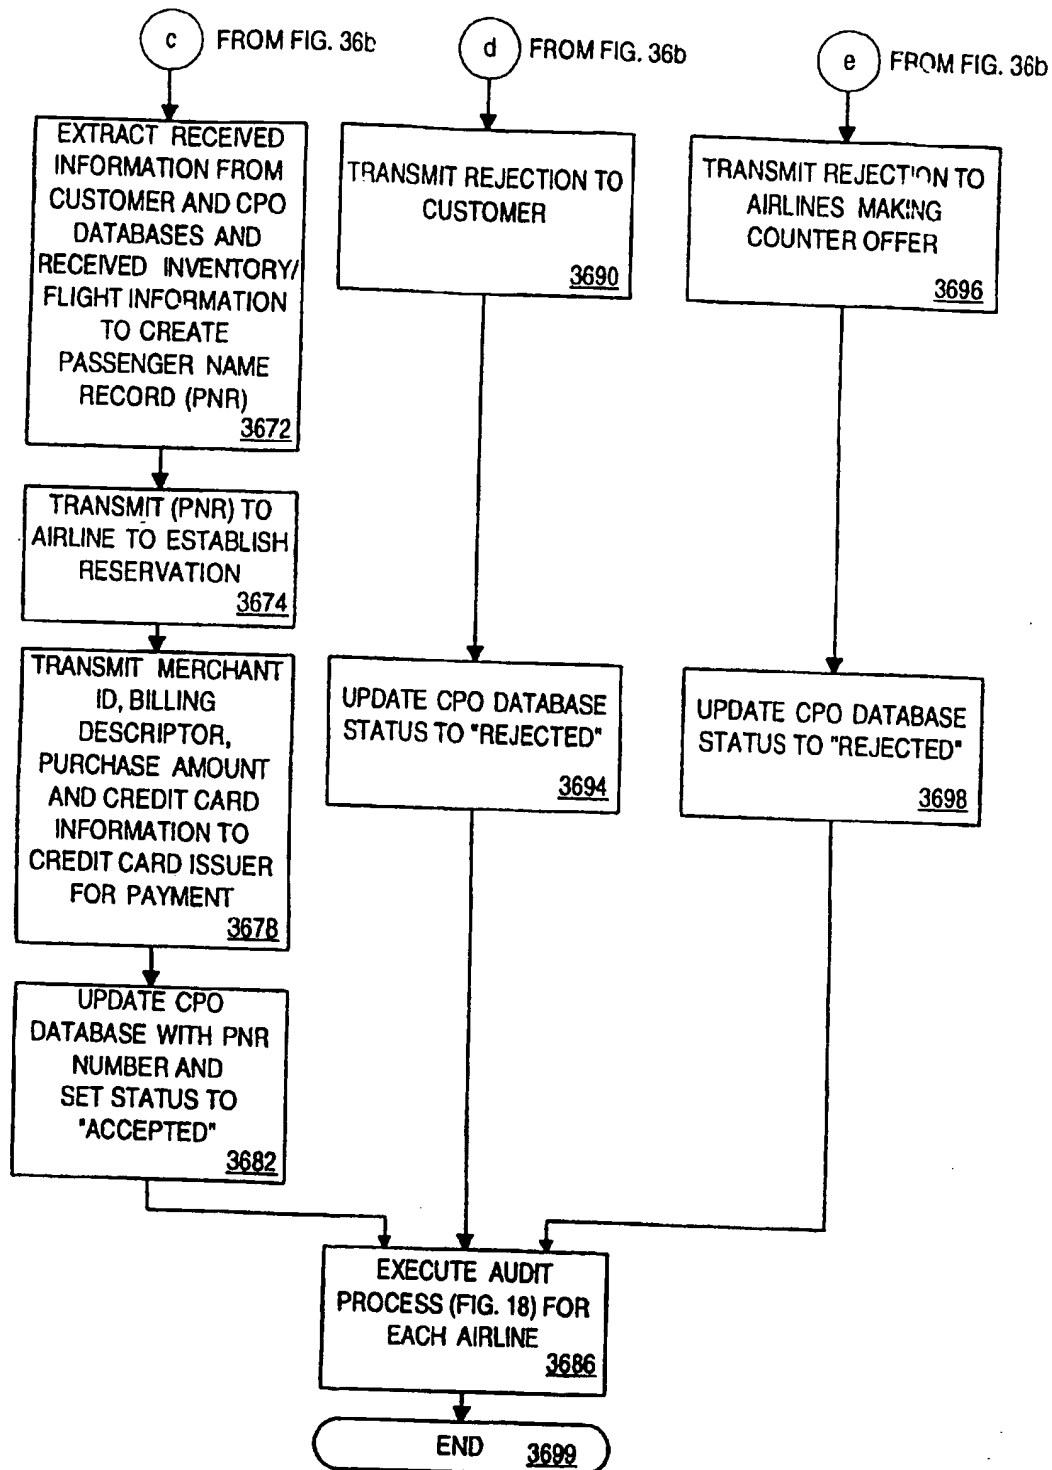 c FROM FIG. 36b
d FROM FIG. 36b
e FROM FIG. 36b
EXTRACT RECEIVED
INFORMATION FROM
CUSTOMER AND CPO
DATABASES AND
RECEIVED INVENTORY/
FLIGHT INFORMATION
TO CREATE
PASSENGER NAME
RECORD (PNR)
3672
TRANSMIT (PNR) TO
AIRLINE TO ESTABLISH
RESERVATION
3674
TRANSMIT MERCHANT
ID, BILLING
DESCRIPTOR,
PURCHASE AMOUNT
AND CREDIT CARD
INFORMATION TO
CREDIT CARD ISSUER
FOR PAYMENT
3678
UPDATE CPO
DATABASE WITH PNR
NUMBER AND
SET STATUS TO
"ACCEPTED"
3682
TRANSMIT REJECTION TO
CUSTOMER
3690
UPDATE CPO DATABASE
STATUS TO "REJECTED"
3694
TRANSMIT REJECTION TO
AIRLINES MAKING
COUNTER OFFER
3696
UPDATE CPO DATABASE
STATUS TO "REJECTED"
3698
EXECUTE AUDIT
PROCESS (FIG. 18) FOR
EACH AIRLINE
3686
END 3699